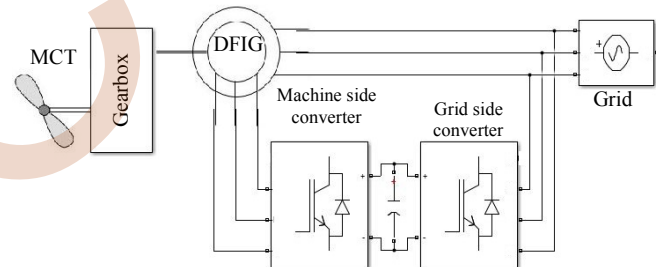 MCT
Gearbox
DFIG
Machine side
converter
Grid side
converter
Grid
+
+
+
+
-
-